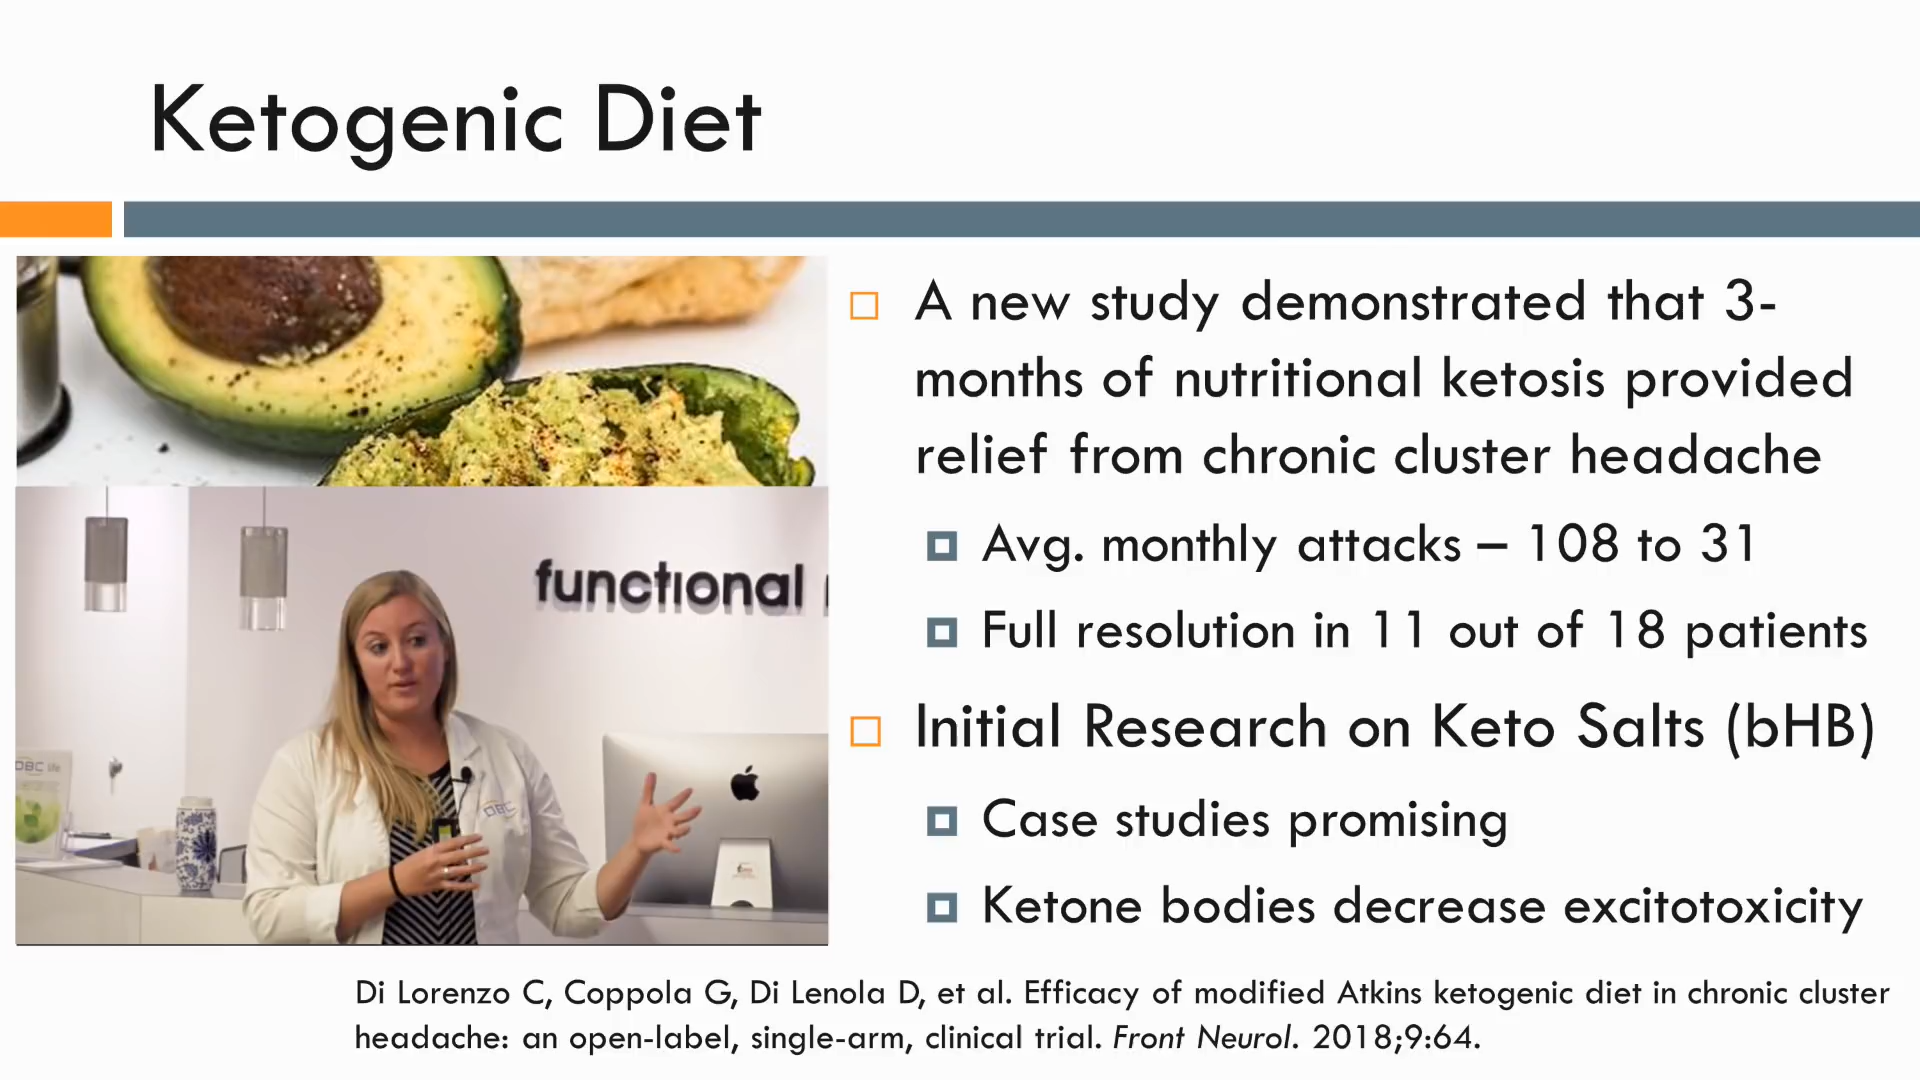 Ketogenic Diet
A new study demonstrated that 3-
months of nutritional ketosis provided
relief from chronic cluster headache
Avg. monthly attacks – 108 to 31
Full resolution in 11 out of 18 patients
Initial Research on Keto Salts (bHB)
Case studies promising
Ketone bodies decrease excitotoxicity
functional
DBC life
DBC
Di Lorenzo C, Coppola G, Di Lenola D, et al. Efficacy of modified Atkins ketogenic diet in chronic cluster
headache: an open-label, single-arm, clinical trial. Front Neurol. 2018;9:64.